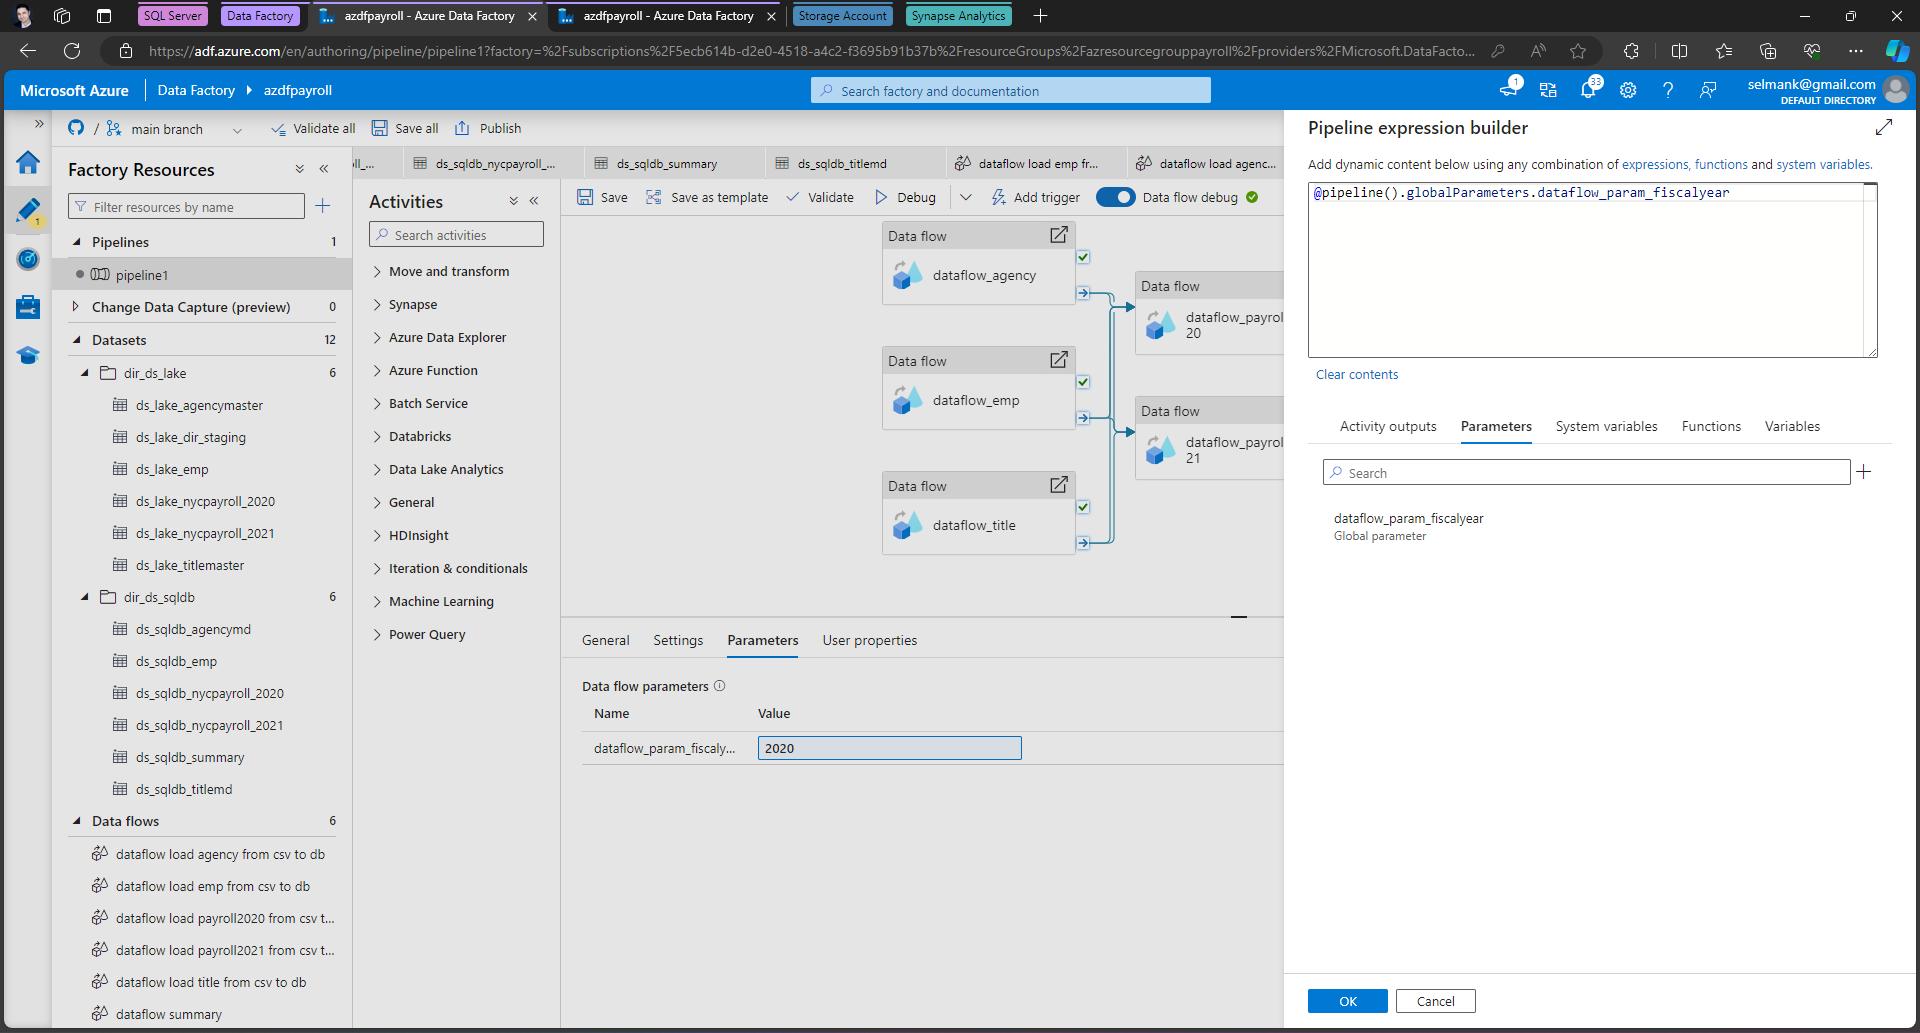 SQL Server
Data Factory
azdfpayroll - Azure Data Factory
azdfpayroll - Azure Data Factory
Storage Account
Synapse Analytics
https://adf.azure.com/en/authoring/pipeline/pipeline1?factory=%2Fsubscriptions%2F5ecb614b-d2e0-4518-a4c2-f3695b91b37b%2FresourceGroups%2Fazresourcegrouppayroll%2Fproviders%2FMicrosoft.DataFacto...
Microsoft Azure
Data Factory
azdfpayroll
Search factory and documentation
1
33
selmank@gmail.com
DEFAULT DIRECTORY
/
main branch
Validate all
Save all
Publish
1
Factory Resources
Filter resources by name
Pipelines
1
pipeline1
Change Data Capture (preview)
0
Datasets
12
dir_ds_lake
6
ds_lake_agencymaster
ds_lake_dir_staging
ds_lake_emp
ds_lake_nycpayroll_2020
ds_lake_nycpayroll_2021
ds_lake_titlemaster
dir_ds_sqldb
6
ds_sqldb_agencymd
ds_sqldb_emp
ds_sqldb_nycpayroll_2020
ds_sqldb_nycpayroll_2021
ds_sqldb_summary
ds_sqldb_titlemd
Data flows
6
dataflow load agency from csv to db
dataflow load emp from csv to db
dataflow load payroll2020 from csv t...
dataflow load payroll2021 from csv t...
dataflow load title from csv to db
dataflow summary
ll_...
ds_sqldb_nycpayroll_...
ds_sqldb_summary
ds_sqldb_titlemd
dataflow load emp fr...
dataflow load agenc...
Activities
Search activities
Move and transform
Synapse
Azure Data Explorer
Azure Function
Batch Service
Databricks
Data Lake Analytics
General
HDInsight
Iteration & conditionals
Machine Learning
Power Query
Save
Save as template
Validate
Debug
Add trigger
Data flow debug
Data flow
dataflow_agency
Data flow
dataflow_emp
Data flow
dataflow_title
Data flow
dataflow_payrol
20
Data flow
dataflow_payrol
21
General
Settings
Parameters
User properties
Data flow parameters
Name
Value
dataflow_param_fiscaly...
2020
Pipeline expression builder
Add dynamic content below using any combination of expressions, functions and system variables.
@pipeline().globalParameters.dataflow_param_fiscalyear
Clear contents
Activity outputs
Parameters
System variables
Functions
Variables
Search
dataflow_param_fiscalyear
Global parameter
OK
Cancel